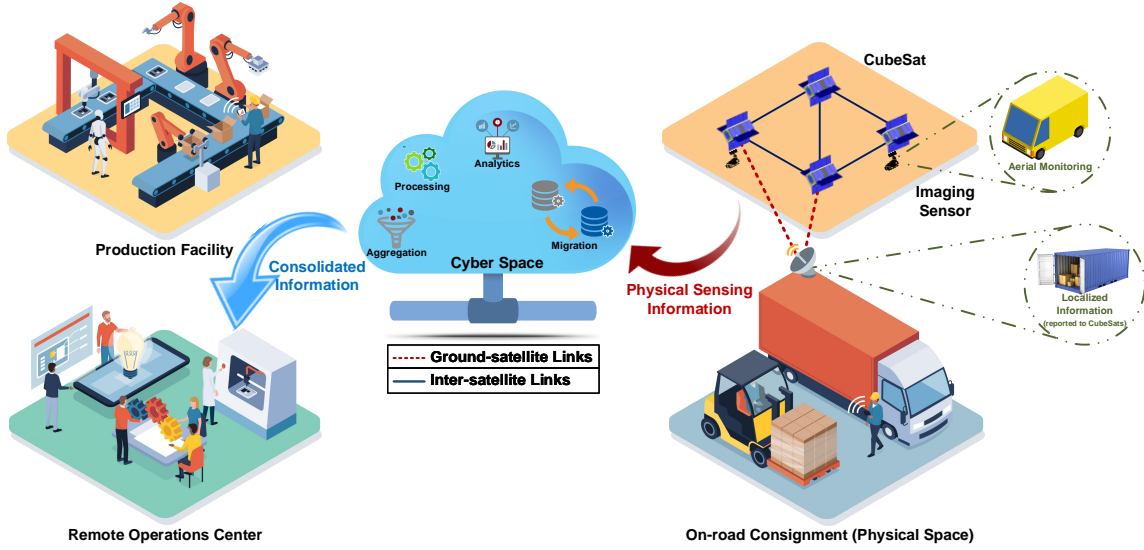 CubeSat
Imaging
Sensor
Aerial Monitoring
Production Facility
Analytics
Processing
Aggregation
Migration
Cyber Space
Consolidated
Information
Physical Sensing
Information
Localized
Information
(reported to CubeSats)
Ground-satellite Links
Inter-satellite Links
Remote Operations Center
On-road Consignment (Physical Space)